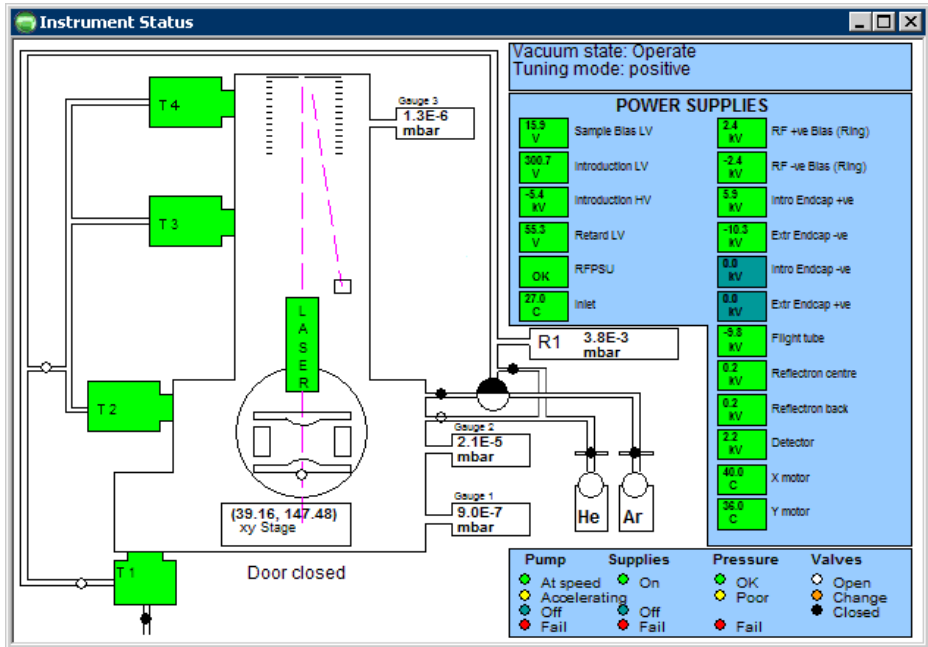 Instrument Status
Vacuum state: Operate
Tuning mode: positive
T 4
Gauge 3
1.3E-6
mbar
T 3
L
A
S
E
R
T 2
(39.16, 147.48)
xy Stage
Gauge 2
2.1E-5
mbar
Gauge 1
9.0E-7
mbar
T 1
Door closed
R1 3.8E-3
mbar
He
Ar
POWER SUPPLIES
15.9
V
Sample Bias LV
300.7
V
Introduction LV
-5.4
kV
Introduction HV
55.3
V
Retard LV
OK
RFPSU
27.0
C
Inlet
2.4
kV
RF +ve Bias (Ring)
-2.4
kV
RF -ve Bias (Ring)
5.9
kV
Intro Endcap +ve
-10.3
kV
Extr Endcap -ve
0.0
kV
Intro Endcap -ve
0.0
kV
Extr Endcap +ve
-9.8
kV
Flight tube
0.2
kV
Reflectron centre
0.2
kV
Reflectron back
2.2
kV
Detector
40.0
C
X motor
36.0
C
Y motor
Pump Supplies Pressure Valves
At speed On OK Open
Accelerating Poor Change
Off Off Closed
Fail Fail Fail